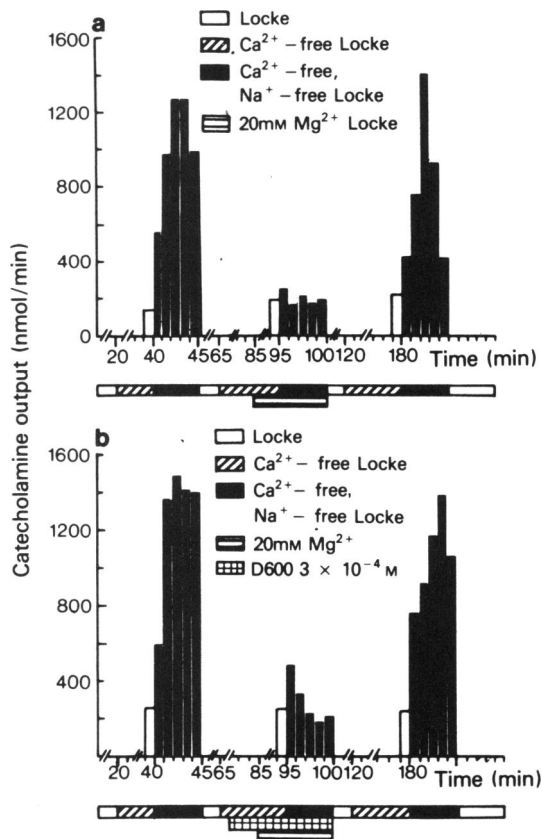 a
Locke
Ca²⁺-free Locke
Ca²⁺-free,
Na⁺-free Locke
20mM Mg²⁺ Locke
1600
1200
800
400
0
20 40 45 65 85 95 100 120 180 Time (min)
Catecholamine output (nmol/min)
b
Locke
Ca²⁺- free Locke
Ca²⁺- free,
Na⁺-free Locke
20mM Mg²⁺
D600 3 × 10⁻⁴ M
1600
1400
800
400
20 40 45 65 85 95 100 120 180 Time (min)